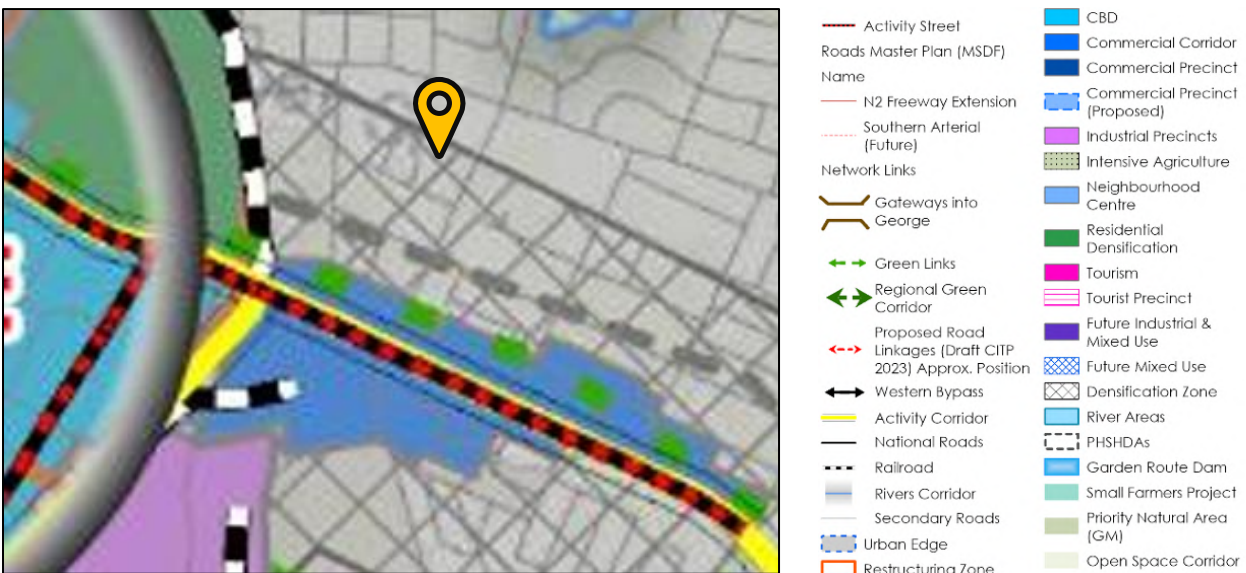 Activity Street
Roads Master Plan (MSDF)
Name
N2 Freeway Extension
Southern Arterial
(Future)
Network Links
Gateways into
George
Green Links
Regional Green
Corridor
Proposed Road
Linkages (Draft CITP
2023) Approx. Position
Western Bypass
Activity Corridor
National Roads
Railroad
Rivers Corridor
Secondary Roads
Urban Edge
Restructuring Zone
CBD
Commercial Corridor
Commercial Precinct
Commercial Precinct
(Proposed)
Industrial Precincts
Intensive Agriculture
Neighbourhood
Centre
Residential
Densification
Tourism
Tourist Precinct
Future Industrial &
Mixed Use
Future Mixed Use
Densification Zone
River Areas
PHSHDAs
Garden Route Dam
Small Farmers Project
Priority Natural Area
(GM)
Open Space Corridor